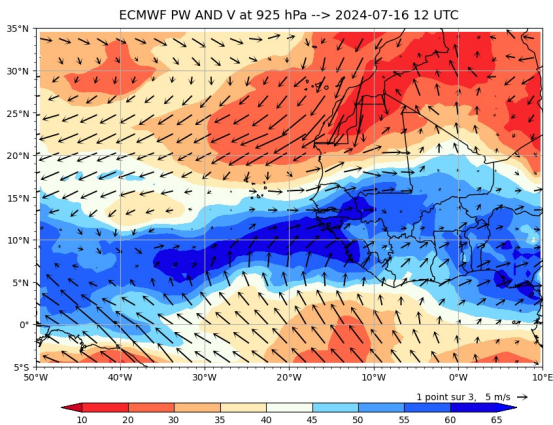 ECMWF PW AND V at 925 hPa --> 2024-07-16 12 UTC
35°N
30°N
25°N
20°N
15°N
10°N
5°N
0°
5°S
50°W 40°W 30°W 20°W 10°W 0°W 10°E
1 point sur 3, 5 m/s
10 20 30 35 40 45 50 55 60 65